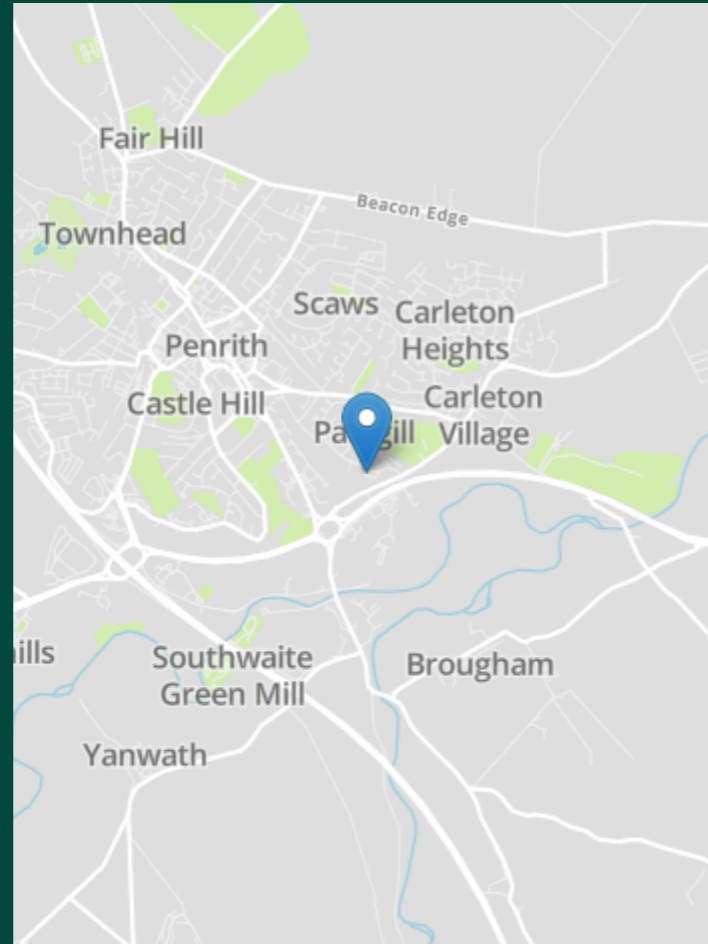 Fair Hill
Beacon Edge
Townhead
Scaws
Carleton
Heights
Penrith
Castle Hill
Carleton
Village
Southwaite
Green Mill
Brougham
Yanwath